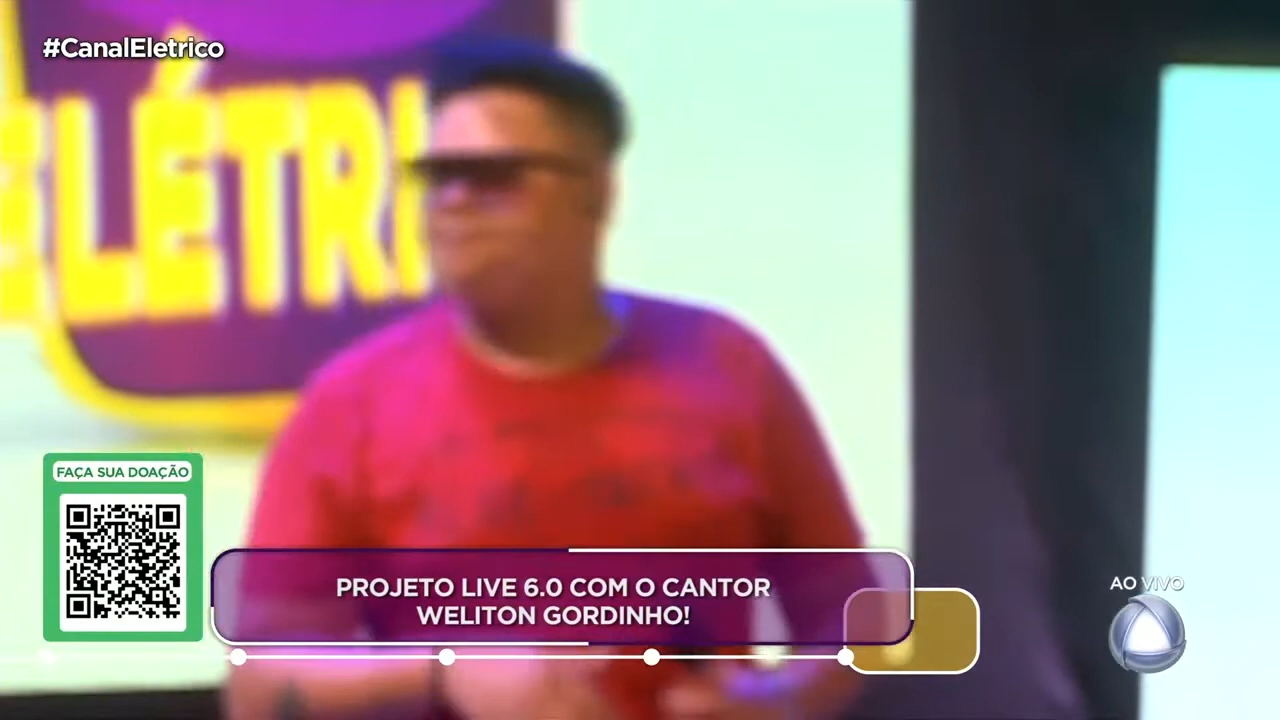 #CanalEletrico
ELÉTRI
FAÇA SUA DOAÇÃO
PROJETO LIVE 6.0 COM O CANTOR
WELITON GORDINHO!
AO VIVO